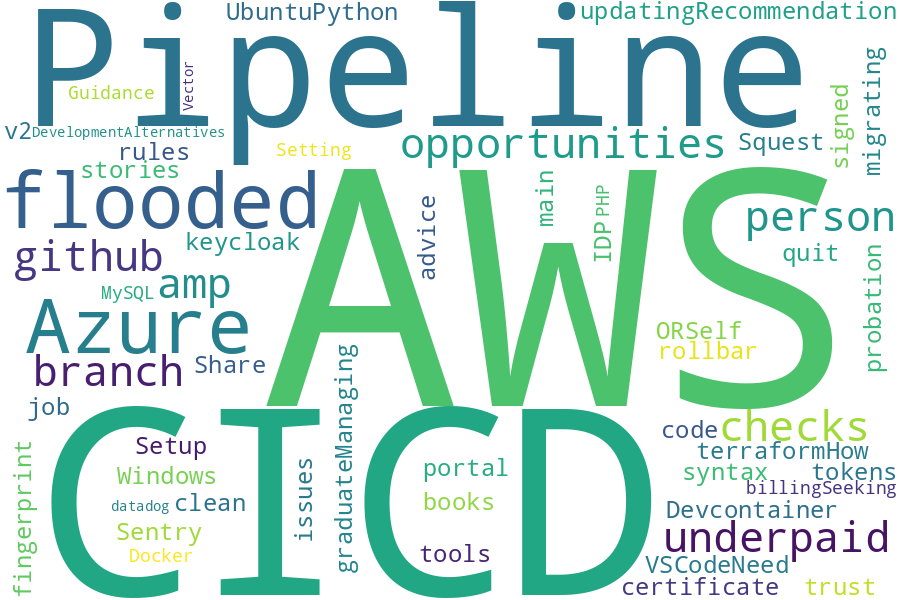 UbuntuPython
updatingRecommendation
Pipeline
Guidance
Vector
v2
DevelopmentAlternatives
rules
Setting
opportunities
Squest
signed
migrating
stories
flooded
AWS
advice
main
IDP
PHP
person
github
keycloak
quit
MySQL
amp
probation
Azure
ORSelf
rollbar
branch
Share
graduateManaging
job
CICD
checks
code
Setup
terraformHow
fingerprint
Windows
issues
portal
syntax
tokens
billingSeeking
datadog
clean
books
Devcontainer
Sentry
underpaid
Docker
tools
VSCodeNeed
certificate
trust